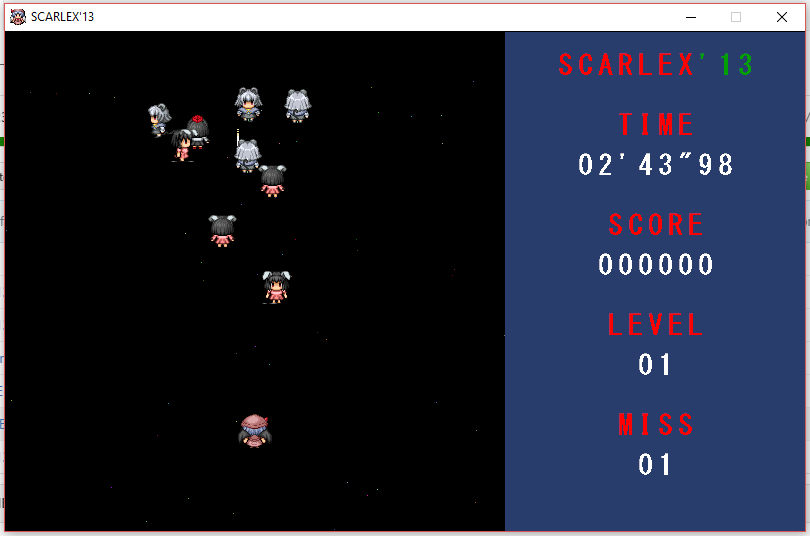 SCARLEX'13
SCARLEX'13
TIME
02'43"98
SCORE
000000
LEVEL
01
MISS
01